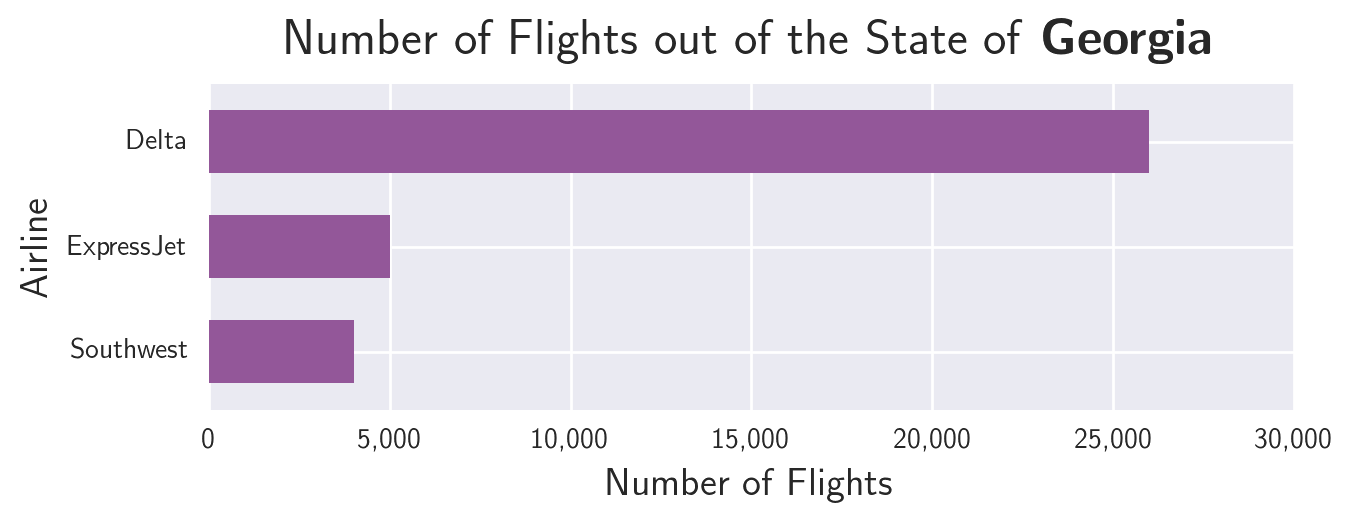 Number of Flights out of the State of Georgia
Delta
ExpressJet
Southwest
Airline
0 5,000 10,000 15,000 20,000 25,000 30,000
Number of Flights